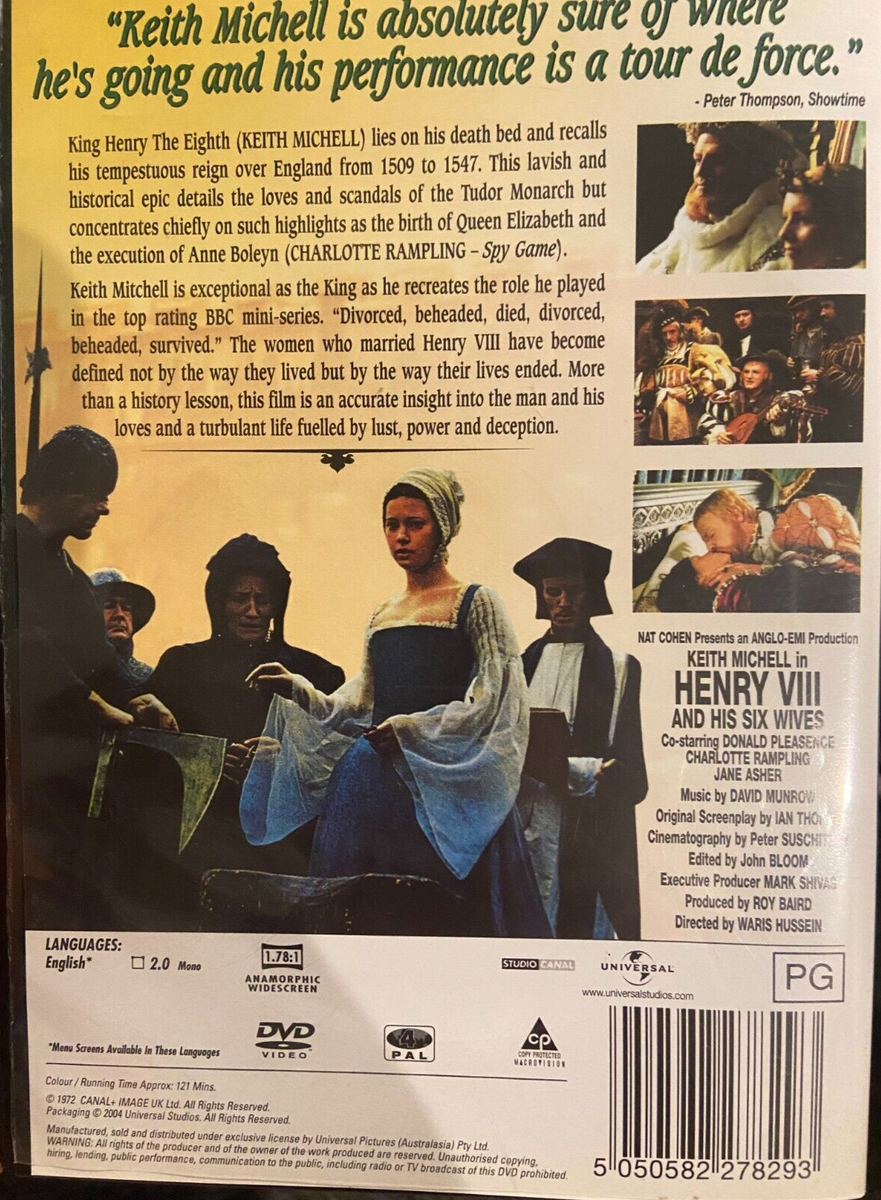 “Keith Michell is absolutely sure of where
he's going and his performance is a tour de force.”
- Peter Thompson, Showtime
King Henry The Eighth (KEITH MICHELL) lies on his death bed and recalls
his tempestuous reign over England from 1509 to 1547. This lavish and
historical epic details the loves and scandals of the Tudor Monarch but
concentrates chiefly on such highlights as the birth of Queen Elizabeth and
the execution of Anne Boleyn (CHARLOTTE RAMPLING – Spy Game).
Keith Mitchell is exceptional as the King as he recreates the role he played
in the top rating BBC mini-series. “Divorced, beheaded, died, divorced,
beheaded, survived.” The women who married Henry VIII have become
defined not by the way they lived but by the way their lives ended. More
than a history lesson, this film is an accurate insight into the man and his
loves and a turbulent life fuelled by lust, power and deception.
NAT COHEN Presents an ANGLO-EMI Production
KEITH MICHELL in
HENRY VIII
AND HIS SIX WIVES
Co-starring DONALD PLEASENCE
CHARLOTTE RAMPLING
JANE ASHER
Music by DAVID MUNROW
Original Screenplay by IAN
Cinematography by Peter
Edited by John BLOOM
Executive Producer MARK SHIVAS
Produced by ROY BAIRD
Directed by WARIS HUSSEIN
LANGUAGES:
English*
2.0 Mono
1.78:1
ANAMORPHIC
WIDESCREEN
STUDIO CANAL
UNIVERSAL
www.universalstudios.com
PG
*Menu Screens Available In These Languages
DVD
VIDEO
4
PAL
CP
COPY PROTECTED
MACROVISION
Colour / Running Time Approx: 121 Mins.
© 1972 CANAL+ IMAGE UK Ltd. All Rights Reserved.
Packaging © 2004 Universal Studios. All Rights Reserved.
Manufactured, sold and distributed under exclusive license by Universal Pictures (Australasia) Pty Ltd.
WARNING: All rights of the producer and of the owner of the work produced are reserved. Unauthorised copying,
hiring, lending, public performance, communication to the public, including radio or TV broadcast of this DVD prohibited.
5 050582 278293